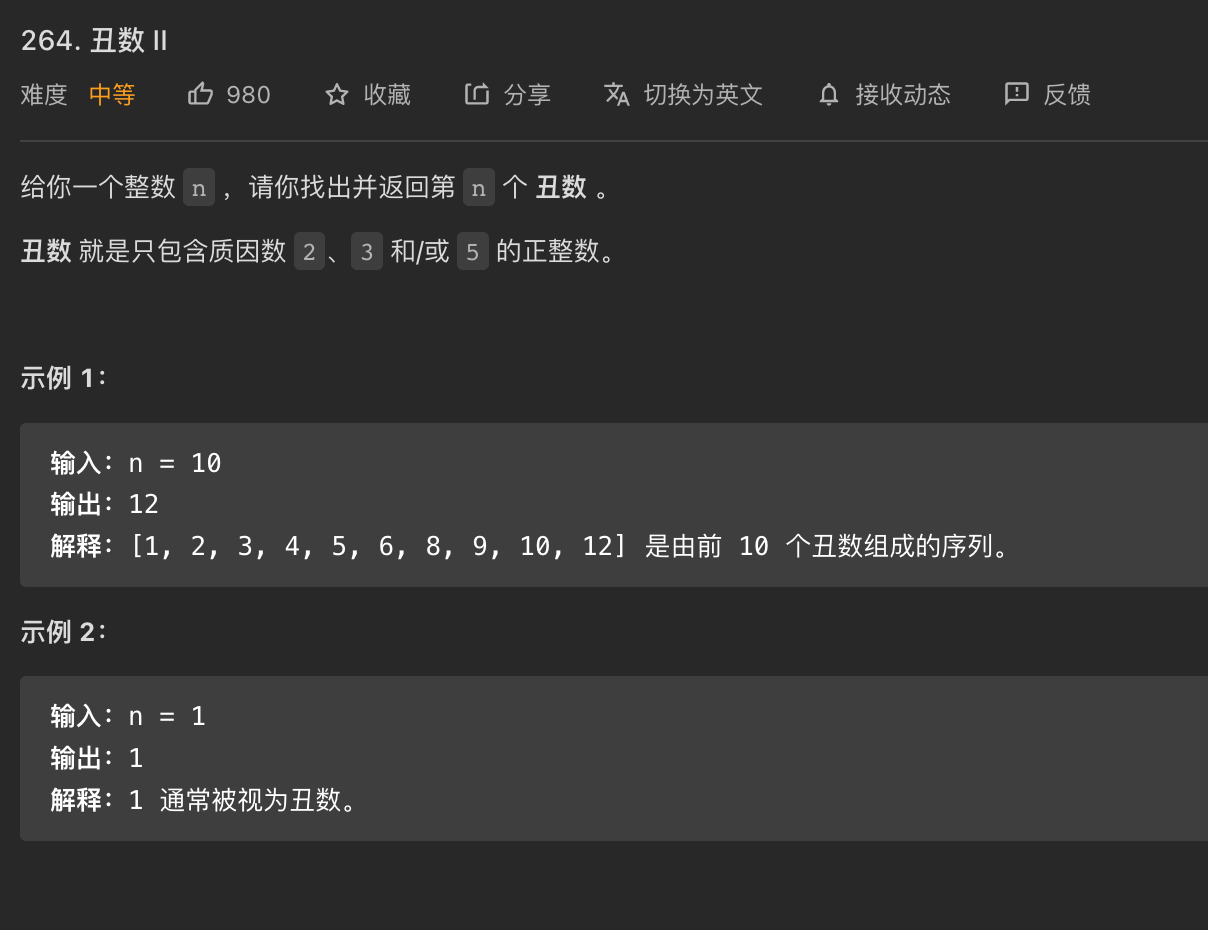 264. 丑数 II
难度 中等 980 收藏 分享 切换为英文 接收动态 反馈
给你一个整数 n ，请你找出并返回第 n 个 丑数 。
丑数 就是只包含质因数 2、3 和/或 5 的正整数。
示例 1：
输入：n = 10
输出：12
解释：[1, 2, 3, 4, 5, 6, 8, 9, 10, 12] 是由前 10 个丑数组成的序列。
示例 2：
输入：n = 1
输出：1
解释：1 通常被视为丑数。